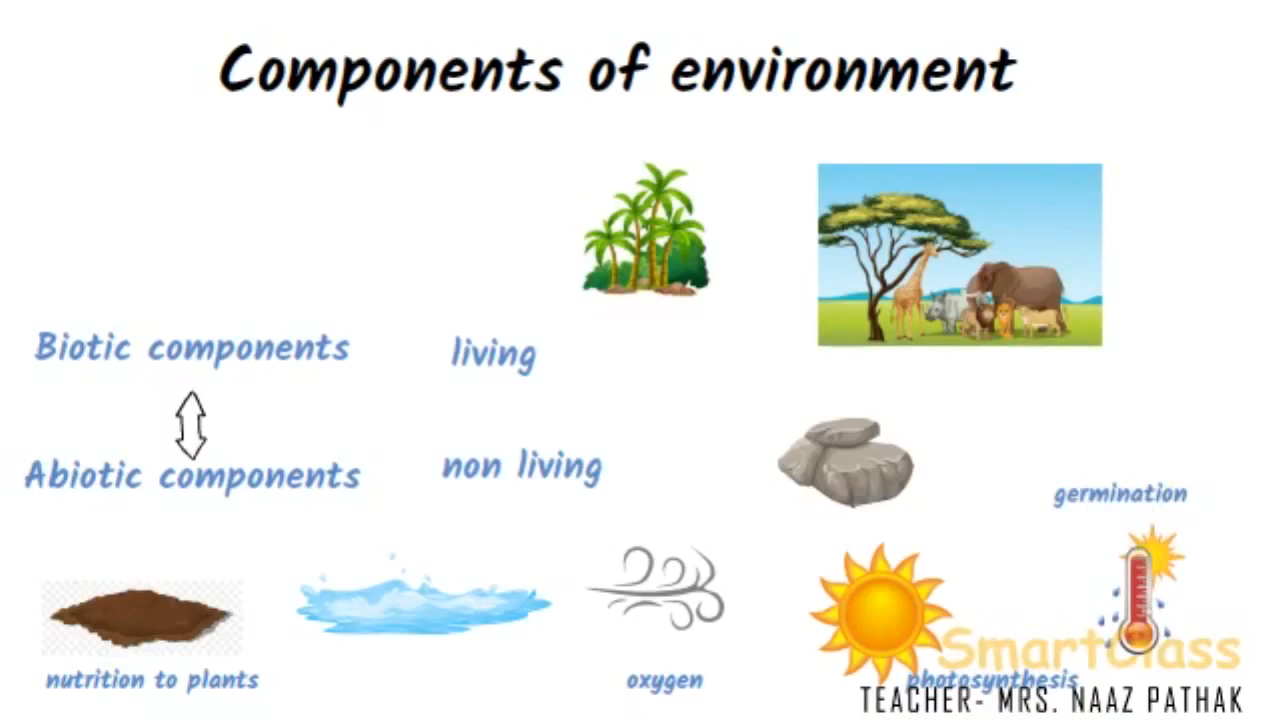 Components of environment
Biotic components
living
Abiotic components
non living
germination
nutrition to plants
oxygen
photosynthesis
SmartClass
TEACHER- MRS. NAAZ PATHAK